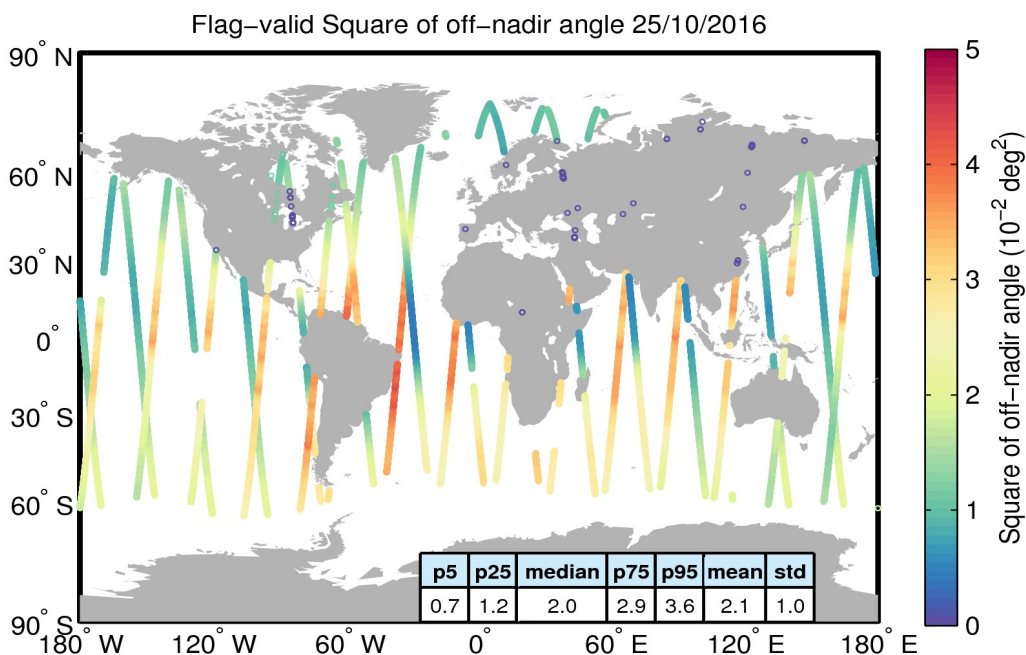 Flag−valid Square of off−nadir angle 25/10/2016
90° N
60° N
30° N
0°
30° S
60° S
90° S
180° W
120° W
60° W
0°
60° E
120° E
180° E
p5 p25 median p75 p95 mean std
0.7 1.2 2.0 2.9 3.6 2.1 1.0
5
4
3
2
1
0
Square of off−nadir angle (10⁻² deg²)